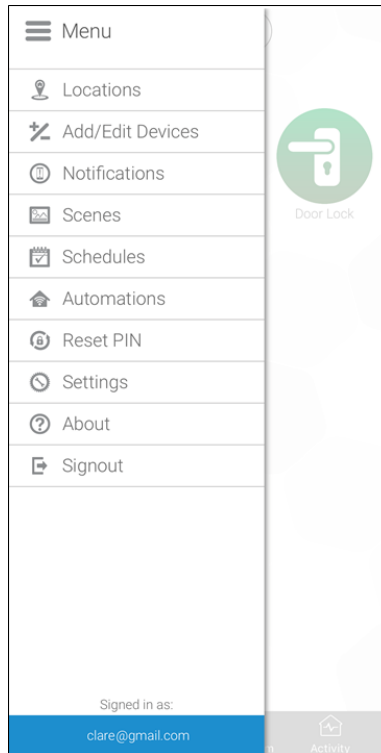 Menu
Locations
Add/Edit Devices
Notifications
Scenes
Schedules
Automations
Reset PIN
Settings
About
Signout
Door Lock
Signed in as:
clare@gmail.com
Activity